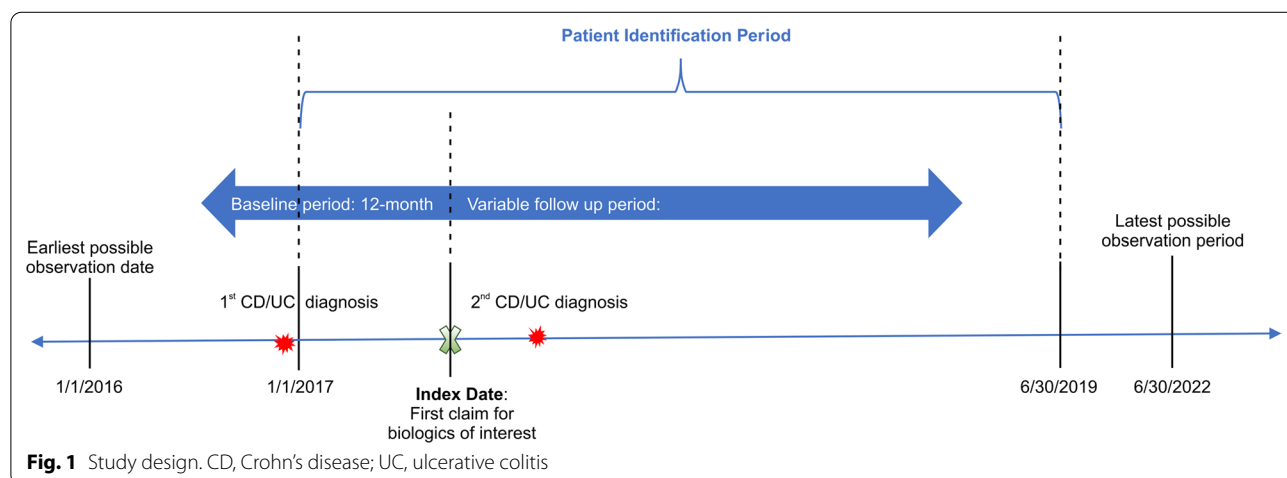 Patient Identification Period
Baseline period: 12-month
Variable follow up period:
Earliest possible
observation date
Latest possible
observation period
1st CD/UC diagnosis
2nd CD/UC diagnosis
1/1/2016
1/1/2017
Index Date:
First claim for
biologics of interest
6/30/2019
6/30/2022
Fig. 1 Study design. CD, Crohn's disease; UC, ulcerative colitis